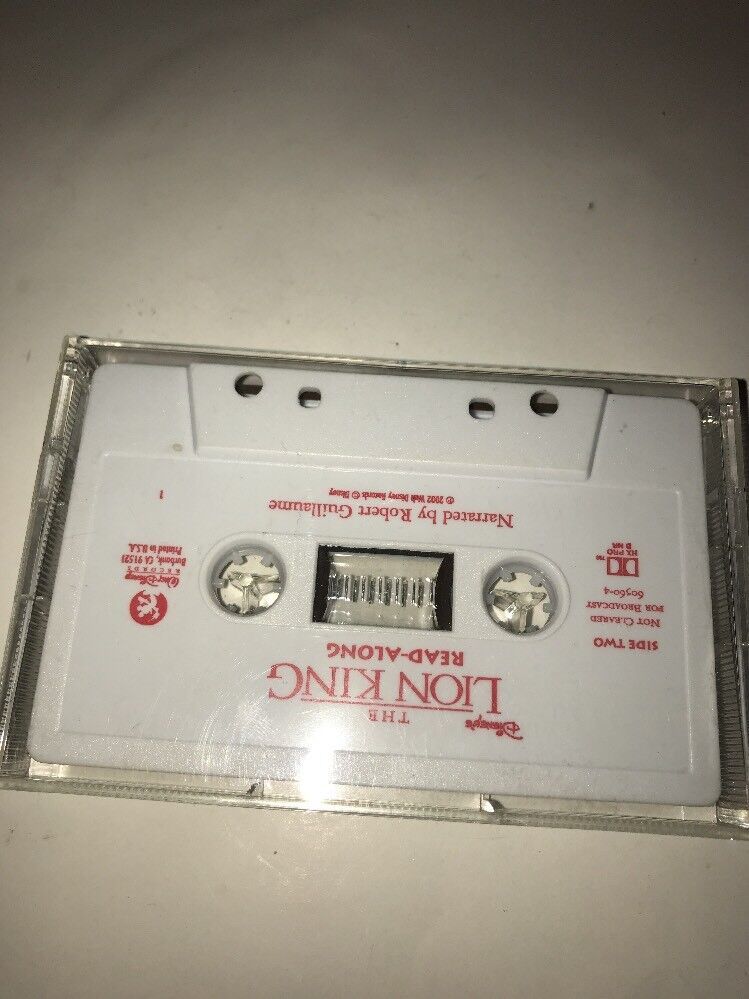 Disney's
THE
LION KING
READ-ALONG
SIDE TWO
NOT CLEARED
FOR BROADCAST
60560-4
HX PRO
D NR
Walt Disney
RECORDS
Burbank, CA 91521
Printed in U.S.A.
Narrated by Robert Guillaume
℗ 2002 Walt Disney Records © Disney
1